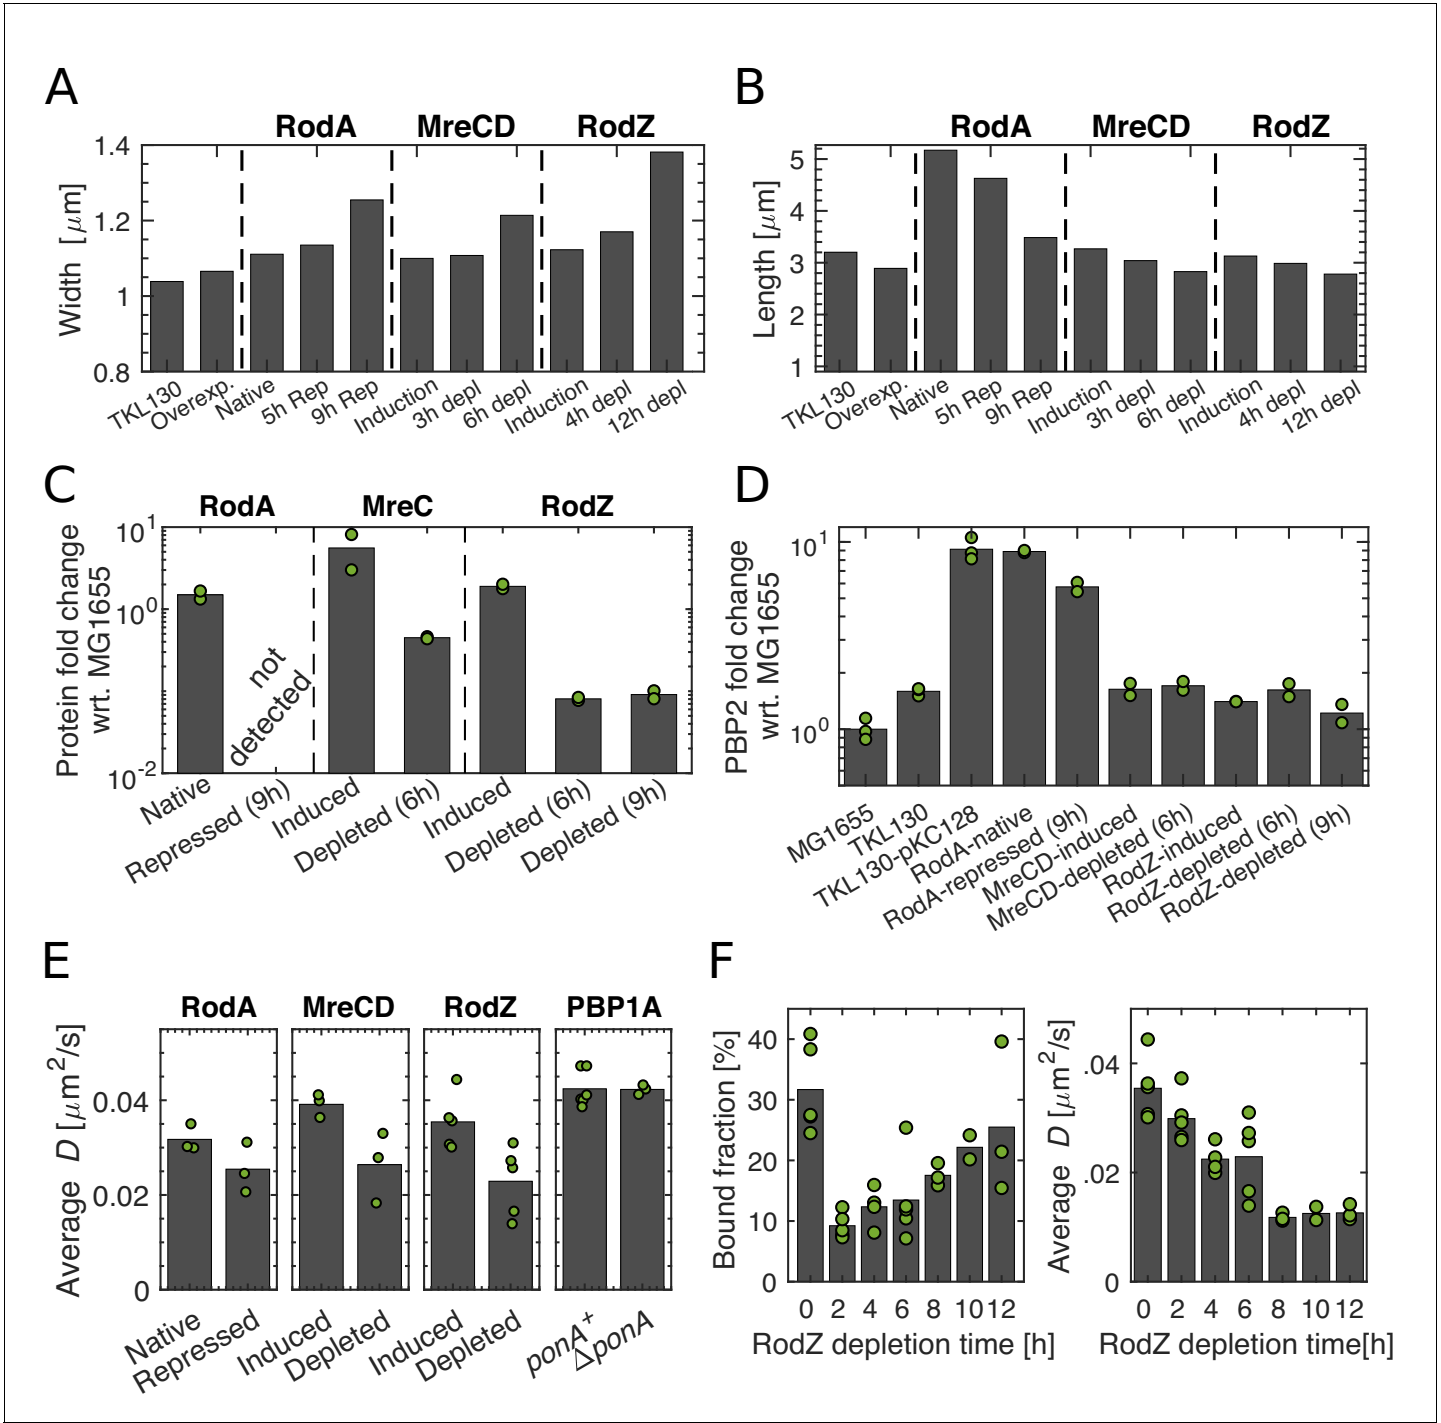 A
RodA MreCD RodZ
Width [μm]
1.4
1.2
1
0.8
TKL130
Overexp.
Native
5h Rep
9h Rep
Induction
3h depl
6h depl
Induction
4h depl
12h depl
B
RodA MreCD RodZ
Length [μm]
5
4
3
2
1
TKL130
Overexp.
Native
5h Rep
9h Rep
Induction
3h depl
6h depl
Induction
4h depl
12h depl
C
RodA MreC RodZ
Protein fold change
wrt. MG1655
10¹
10⁰
10⁻²
not
detected
Native
Repressed (9h)
Induced
Depleted (6h)
Induced
Depleted (6h)
Depleted (9h)
D
PBP2 fold change
wrt. MG1655
10¹
10⁰
MG1655
TKL130
TKL130-pKC128
RodA-native
RodA-repressed (9h)
MreCD-induced
MreCD-depleted (6h)
RodZ-induced
RodZ-depleted (6h)
RodZ-depleted (9h)
E
RodA MreCD RodZ PBP1A
Average D [μm²/s]
0.04
0.02
0
Native
Repressed
Induced
Depleted
Induced
Depleted
ponA⁺
ΔponA
F
Bound fraction [%]
40
30
20
10
0
0 2 4 6 8 10 12
RodZ depletion time [h]
Average D [μm²/s]
.04
.02
0
0 2 4 6 8 10 12
RodZ depletion time[h]